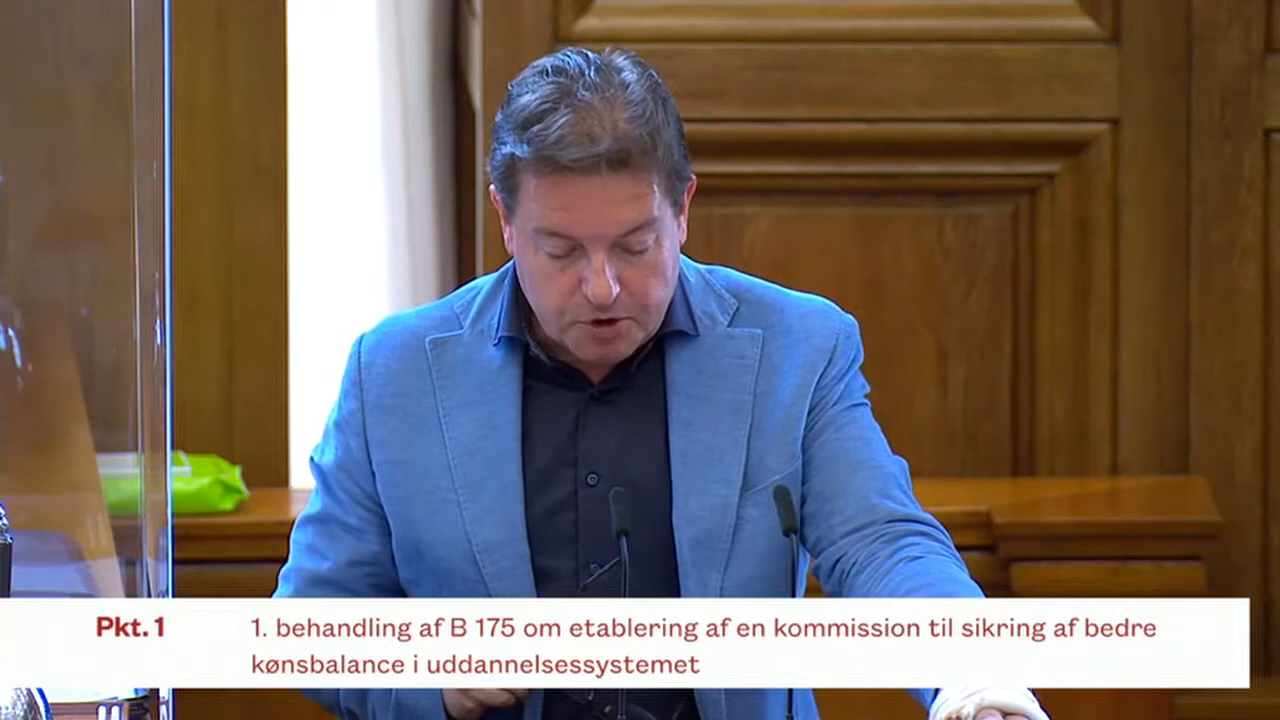 Pkt. 1
1. behandling af B 175 om etablering af en kommission til sikring af bedre
kønsbalance i uddannelsessystemet